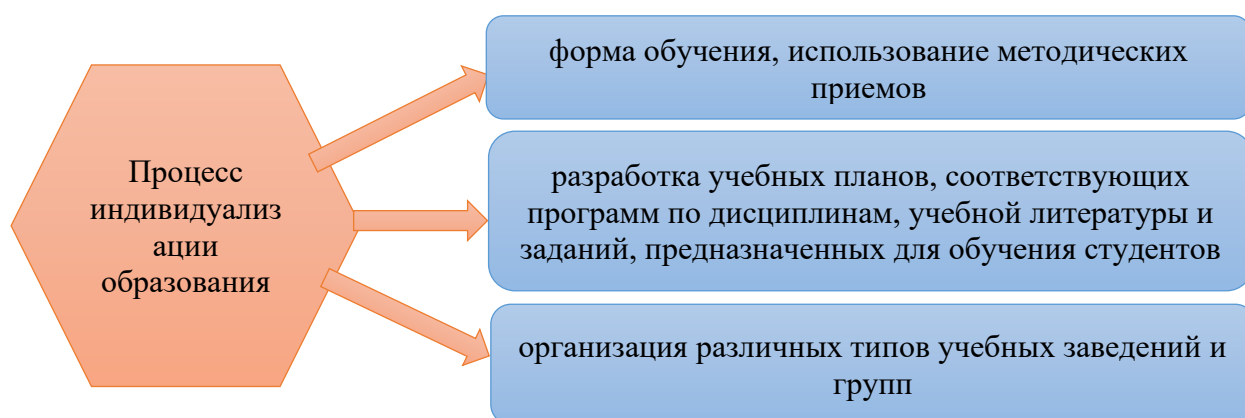 Процесс
индивидуализ
ации
образования
форма обучения, использование методических
приемов
разработка учебных планов, соответствующих
программ по дисциплинам, учебной литературы и
заданий, предназначенных для обучения студентов
организация различных типов учебных заведений и
групп